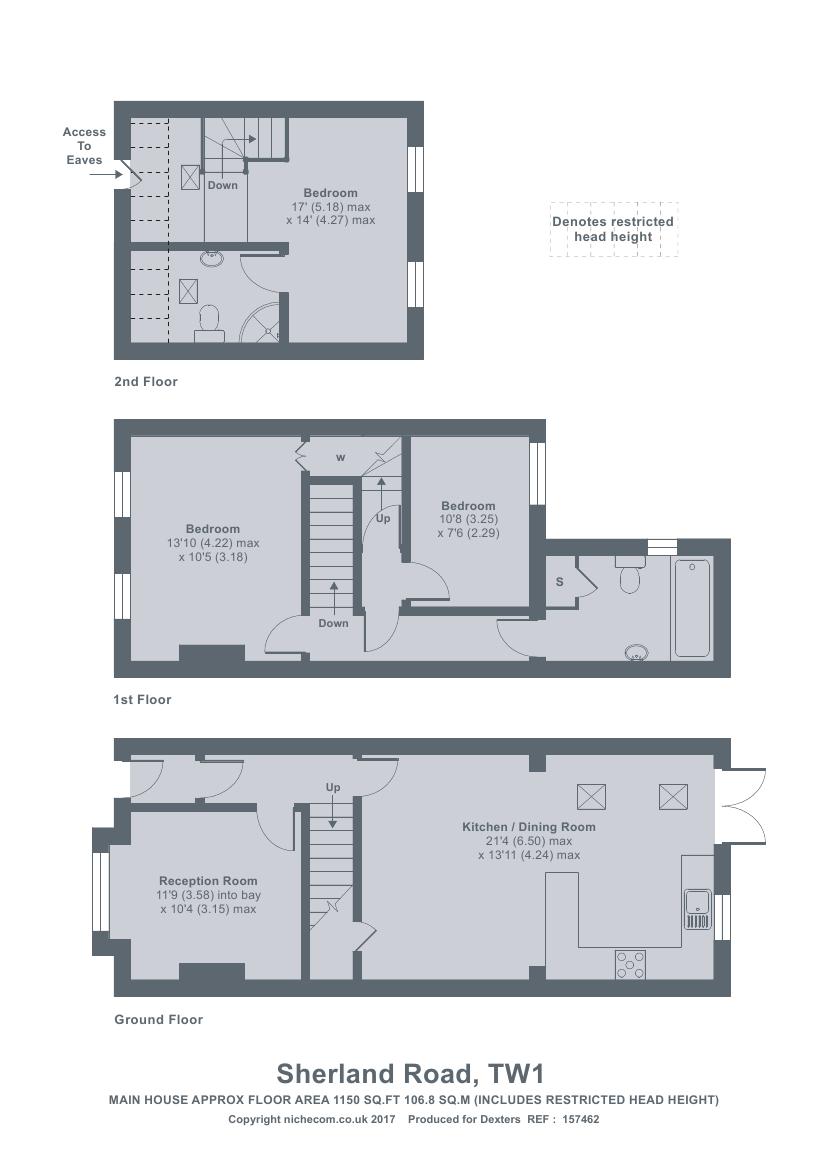 Access
To
Eaves
Down
Bedroom
17' (5.18) max
x 14' (4.27) max
Denotes restricted
head height
2nd Floor
w
Bedroom
13'10 (4.22) max
x 10'5 (3.18)
Up
Bedroom
10'8 (3.25)
x 7'6 (2.29)
S
Down
1st Floor
Up
Kitchen / Dining Room
21'4 (6.50) max
x 13'11 (4.24) max
Reception Room
11'9 (3.58) into bay
x 10'4 (3.15) max
Ground Floor
Sherland Road, TW1
MAIN HOUSE APPROX FLOOR AREA 1150 SQ.FT 106.8 SQ.M (INCLUDES RESTRICTED HEAD HEIGHT)
Copyright nichecom.co.uk 2017 Produced for Dexters REF : 157462